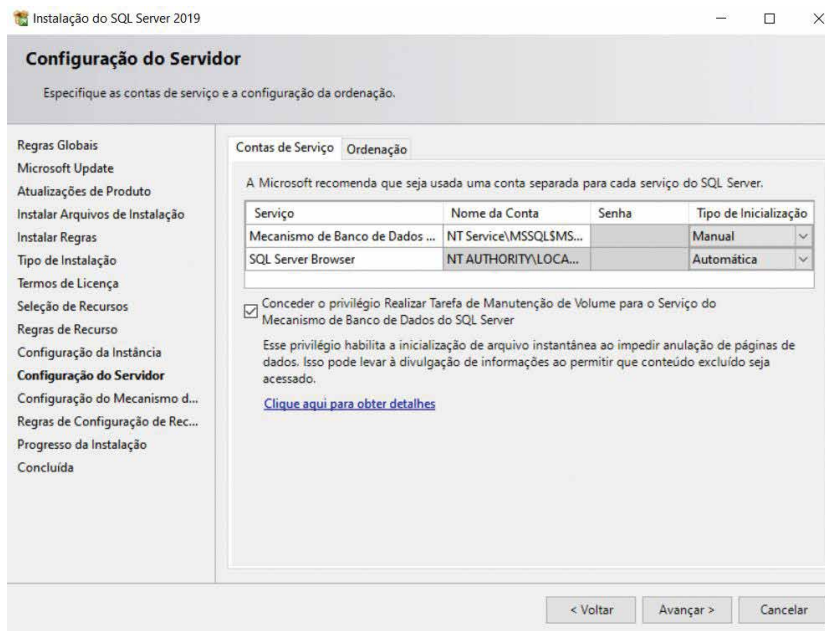 Instalação do SQL Server 2019
Configuração do Servidor
Especifique as contas de serviço e a configuração da ordenação.
Regras Globais
Microsoft Update
Atualizações de Produto
Instalar Arquivos de Instalação
Instalar Regras
Tipo de Instalação
Termos de Licença
Seleção de Recursos
Regras de Recurso
Configuração da Instância
Configuração do Servidor
Configuração do Mecanismo d...
Regras de Configuração de Rec...
Progresso da Instalação
Concluída
Contas de Serviço Ordenação
A Microsoft recomenda que seja usada uma conta separada para cada serviço do SQL Server.
Serviço Nome da Conta Senha Tipo de Inicialização
Mecanismo de Banco de Dados ... NT Service\MSSQL$MS... Manual
SQL Server Browser NT AUTHORITY\LOCA... Automática
Conceder o privilégio Realizar Tarefa de Manutenção de Volume para o Serviço do
Mecanismo de Banco de Dados do SQL Server
Esse privilégio habilita a inicialização de arquivo instantânea ao impedir anulação de páginas de
dados. Isso pode levar à divulgação de informações ao permitir que conteúdo excluído seja
acessado.
Clique aqui para obter detalhes
< Voltar Avançar > Cancelar